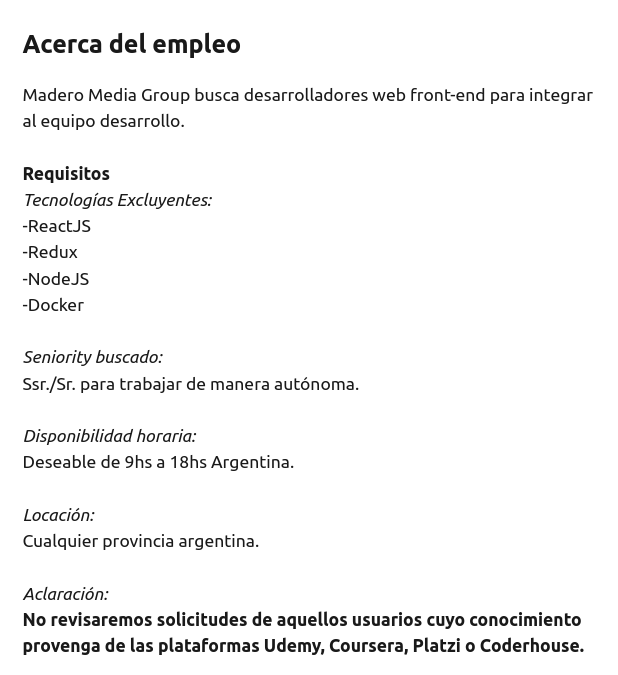 Acerca del empleo
Madero Media Group busca desarrolladores web front-end para integrar
al equipo desarrollo.
Requisitos
Tecnologías Excluyentes:
-ReactJS
-Redux
-NodeJS
-Docker
Seniority buscado:
Ssr./Sr. para trabajar de manera autónoma.
Disponibilidad horaria:
Deseable de 9hs a 18hs Argentina.
Locación:
Cualquier provincia argentina.
Aclaración:
No revisaremos solicitudes de aquellos usuarios cuyo conocimiento
provenga de las plataformas Udemy, Coursera, Platzi o Coderhouse.